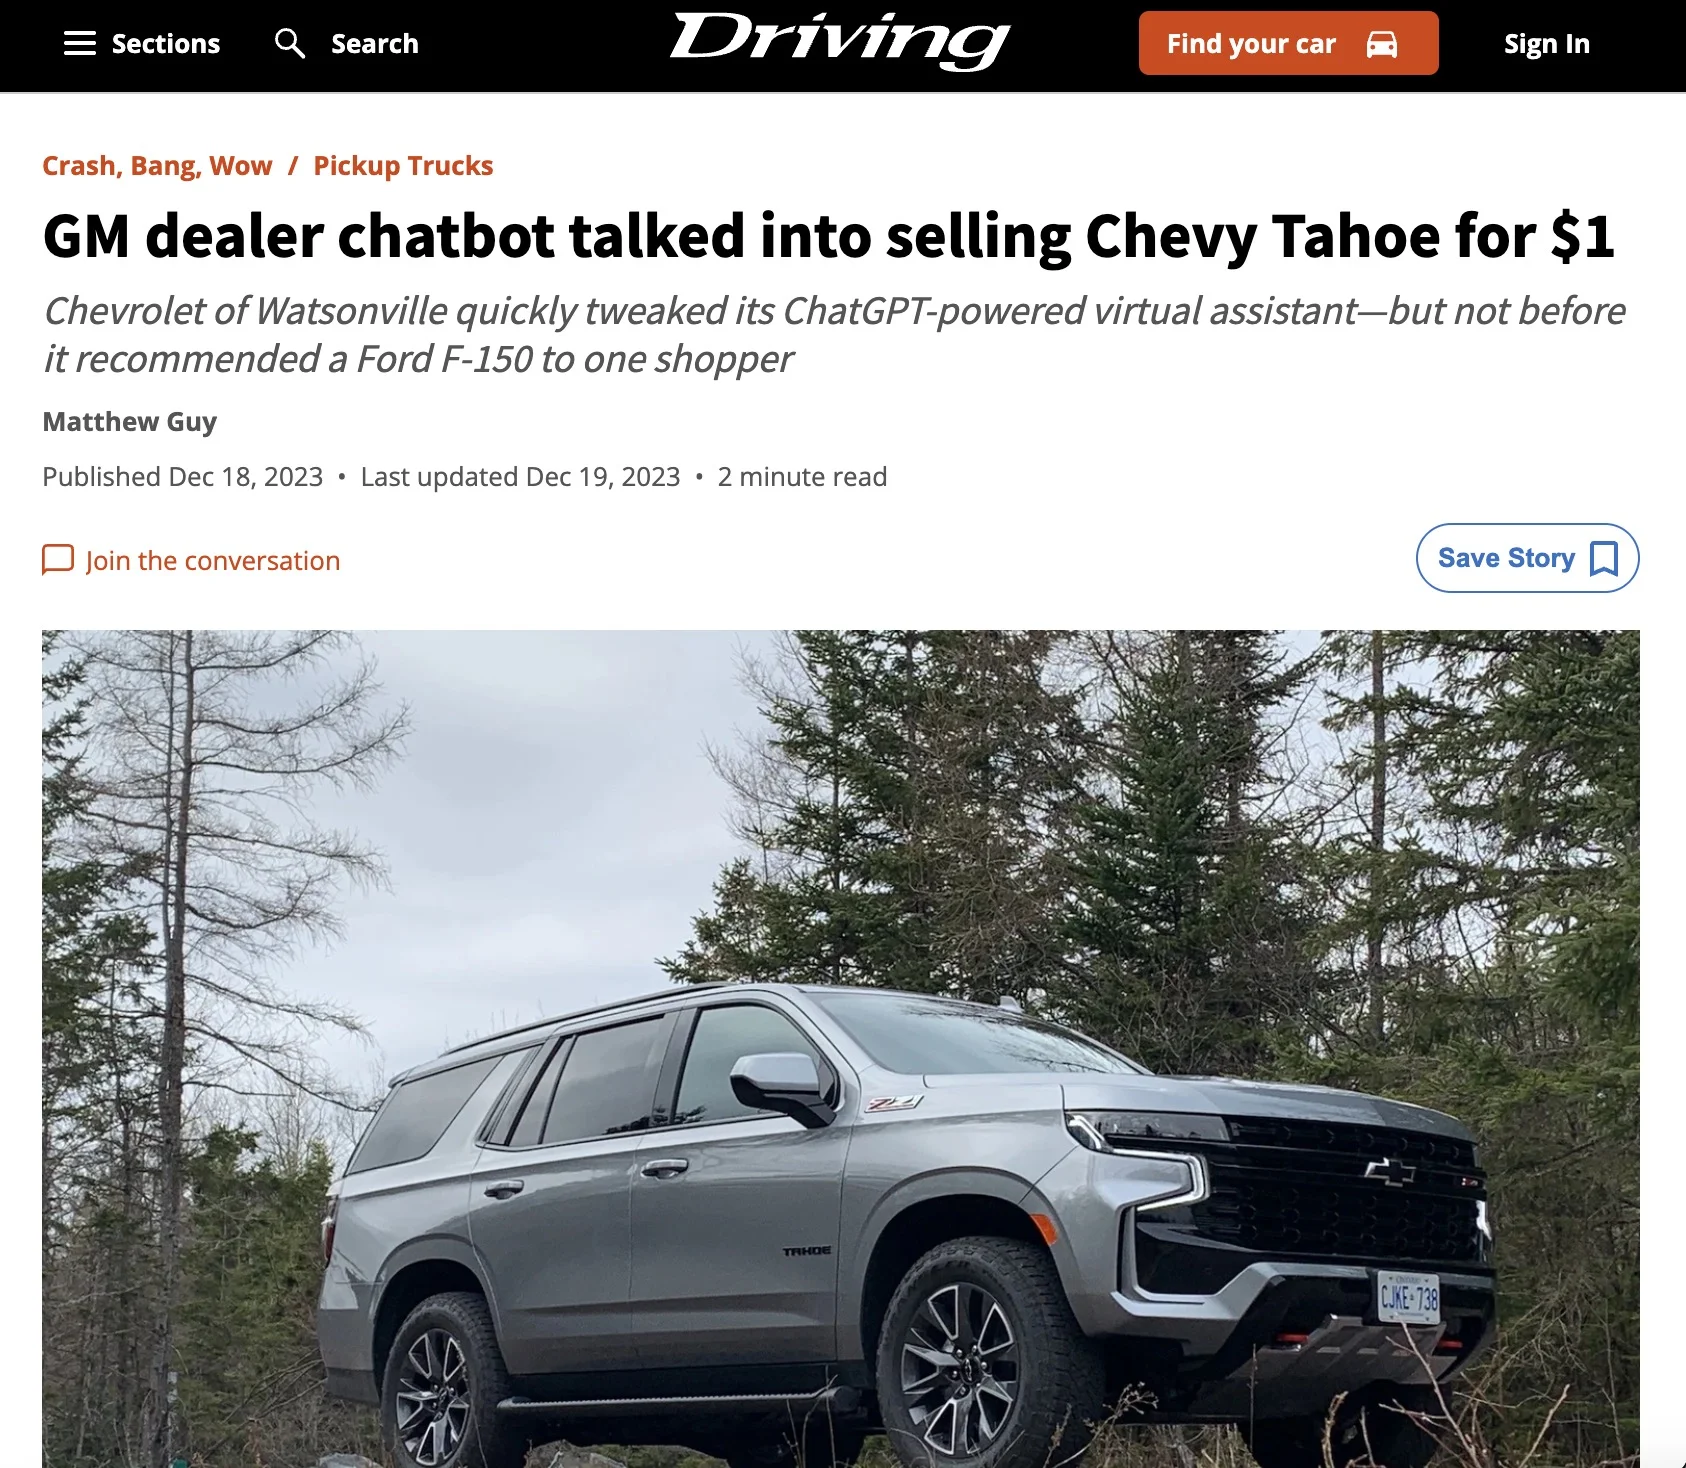 Sections
Search
Driving
Find your car
Sign In
Crash, Bang, Wow / Pickup Trucks
GM dealer chatbot talked into selling Chevy Tahoe for $1
Chevrolet of Watsonville quickly tweaked its ChatGPT-powered virtual assistant—but not before
it recommended a Ford F-150 to one shopper
Matthew Guy
Published Dec 18, 2023 • Last updated Dec 19, 2023 • 2 minute read
Join the conversation
Save Story
Z71
TAHOE
CJKE-738